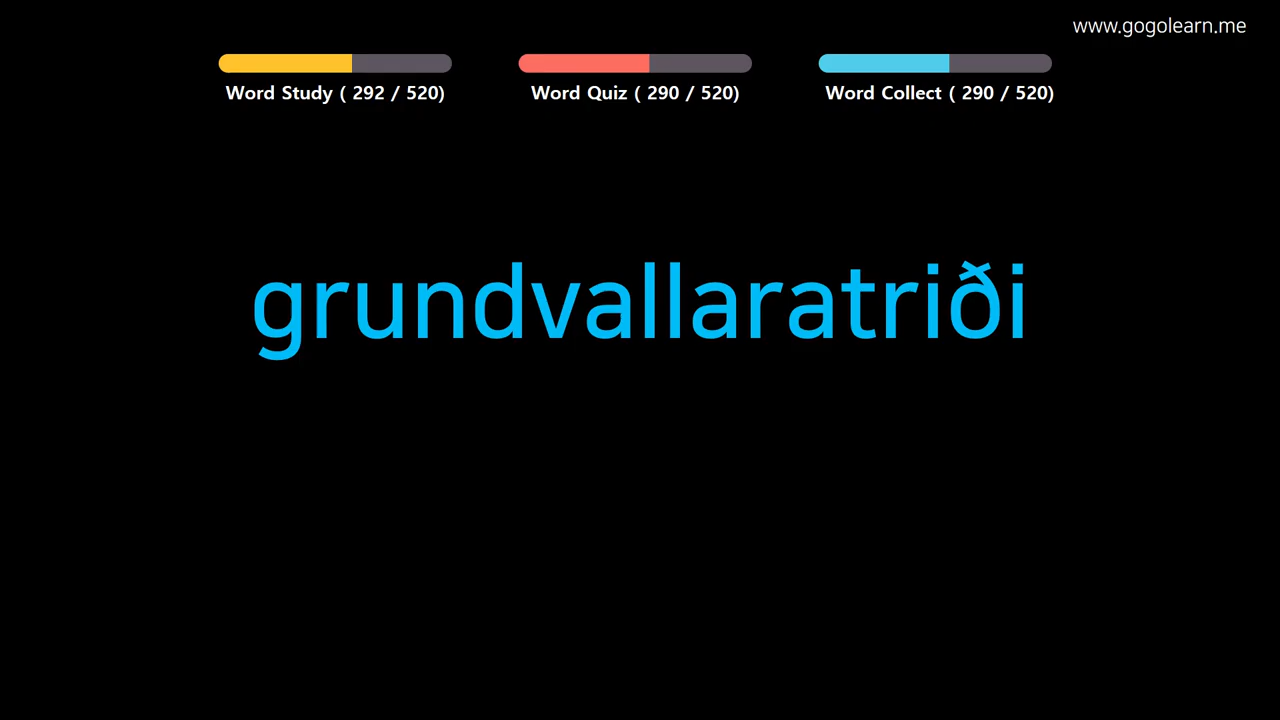 www.gogolearn.me
Word Study ( 292 / 520)
Word Quiz ( 290 / 520)
Word Collect ( 290 / 520)
grundvallaratriði